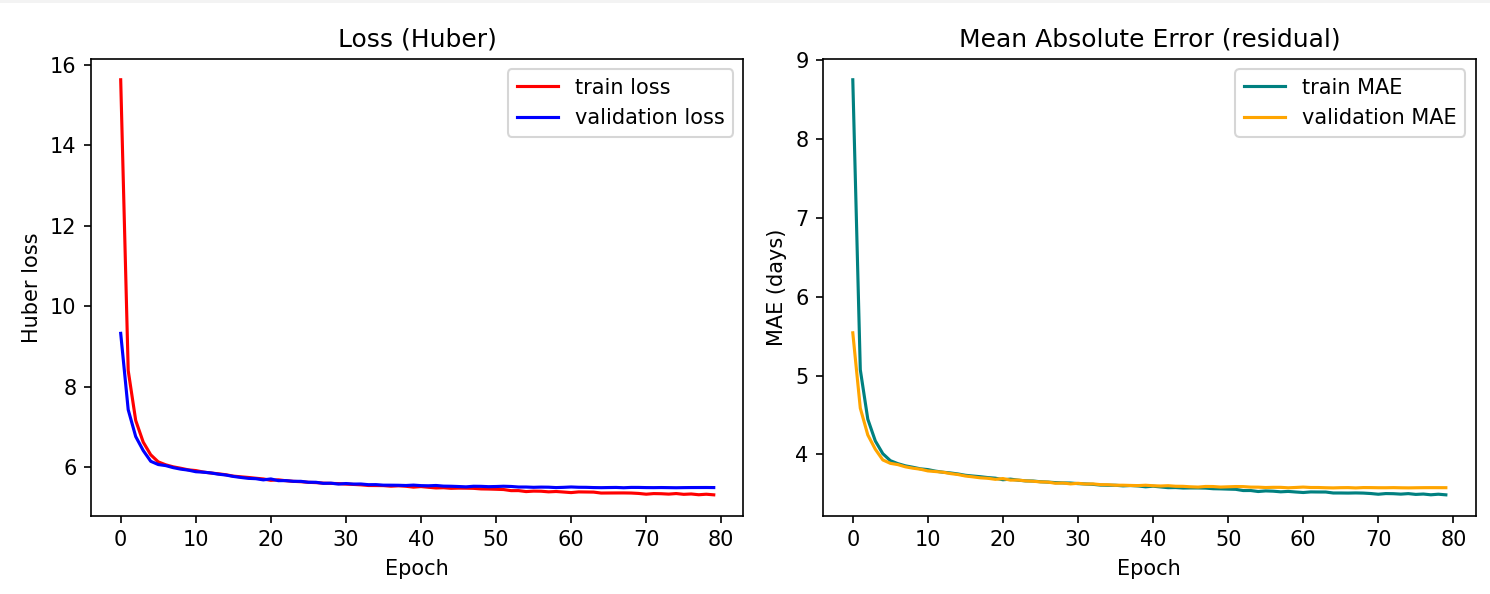 Loss (Huber)
16
14
12
10
8
6
Huber loss
train loss
validation loss
0 10 20 30 40 50 60 70 80
Epoch
Mean Absolute Error (residual)
9
8
7
6
5
4
MAE (days)
train MAE
validation MAE
0 10 20 30 40 50 60 70 80
Epoch